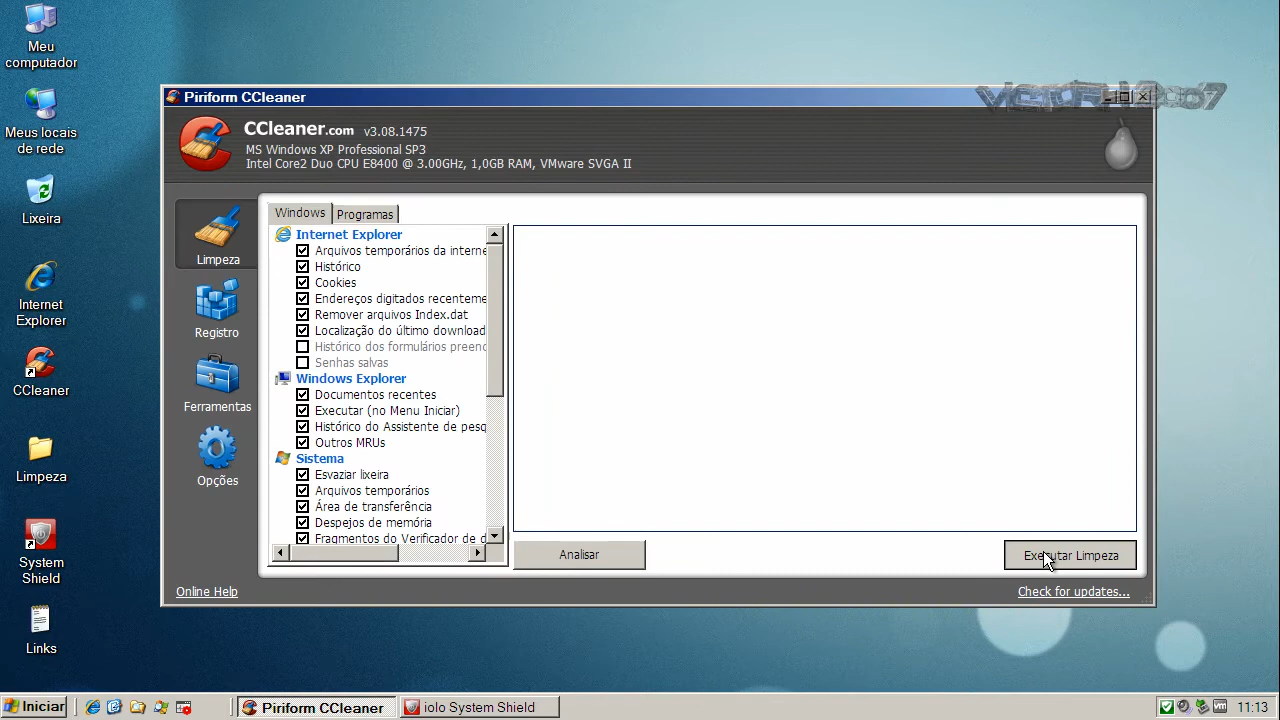 Meu
computador
Meus locais
de rede
Lixeira
Internet
Explorer
CCleaner
Limpeza
System
Shield
Links
Piriform CCleaner
CCleaner.com v3.08.1475
MS Windows XP Professional SP3
Intel Core2 Duo CPU E8400 @ 3.00GHz, 1,0GB RAM, VMware SVGA II
Limpeza
Registro
Ferramentas
Opções
Windows
Programas
Internet Explorer
Arquivos temporários da interne
Histórico
Cookies
Endereços digitados recenteme
Remover arquivos Index.dat
Localização do último download
Histórico dos formulários preenc
Senhas salvas
Windows Explorer
Documentos recentes
Executar (no Menu Iniciar)
Histórico do Assistente de pesq
Outros MRUs
Sistema
Esvaziar lixeira
Arquivos temporários
Área de transferência
Despejos de memória
Fragmentos do Verificador de d
Analisar
Executar Limpeza
Online Help
Check for updates...
Iniciar
Piriform CCleaner
iolo System Shield
11:13